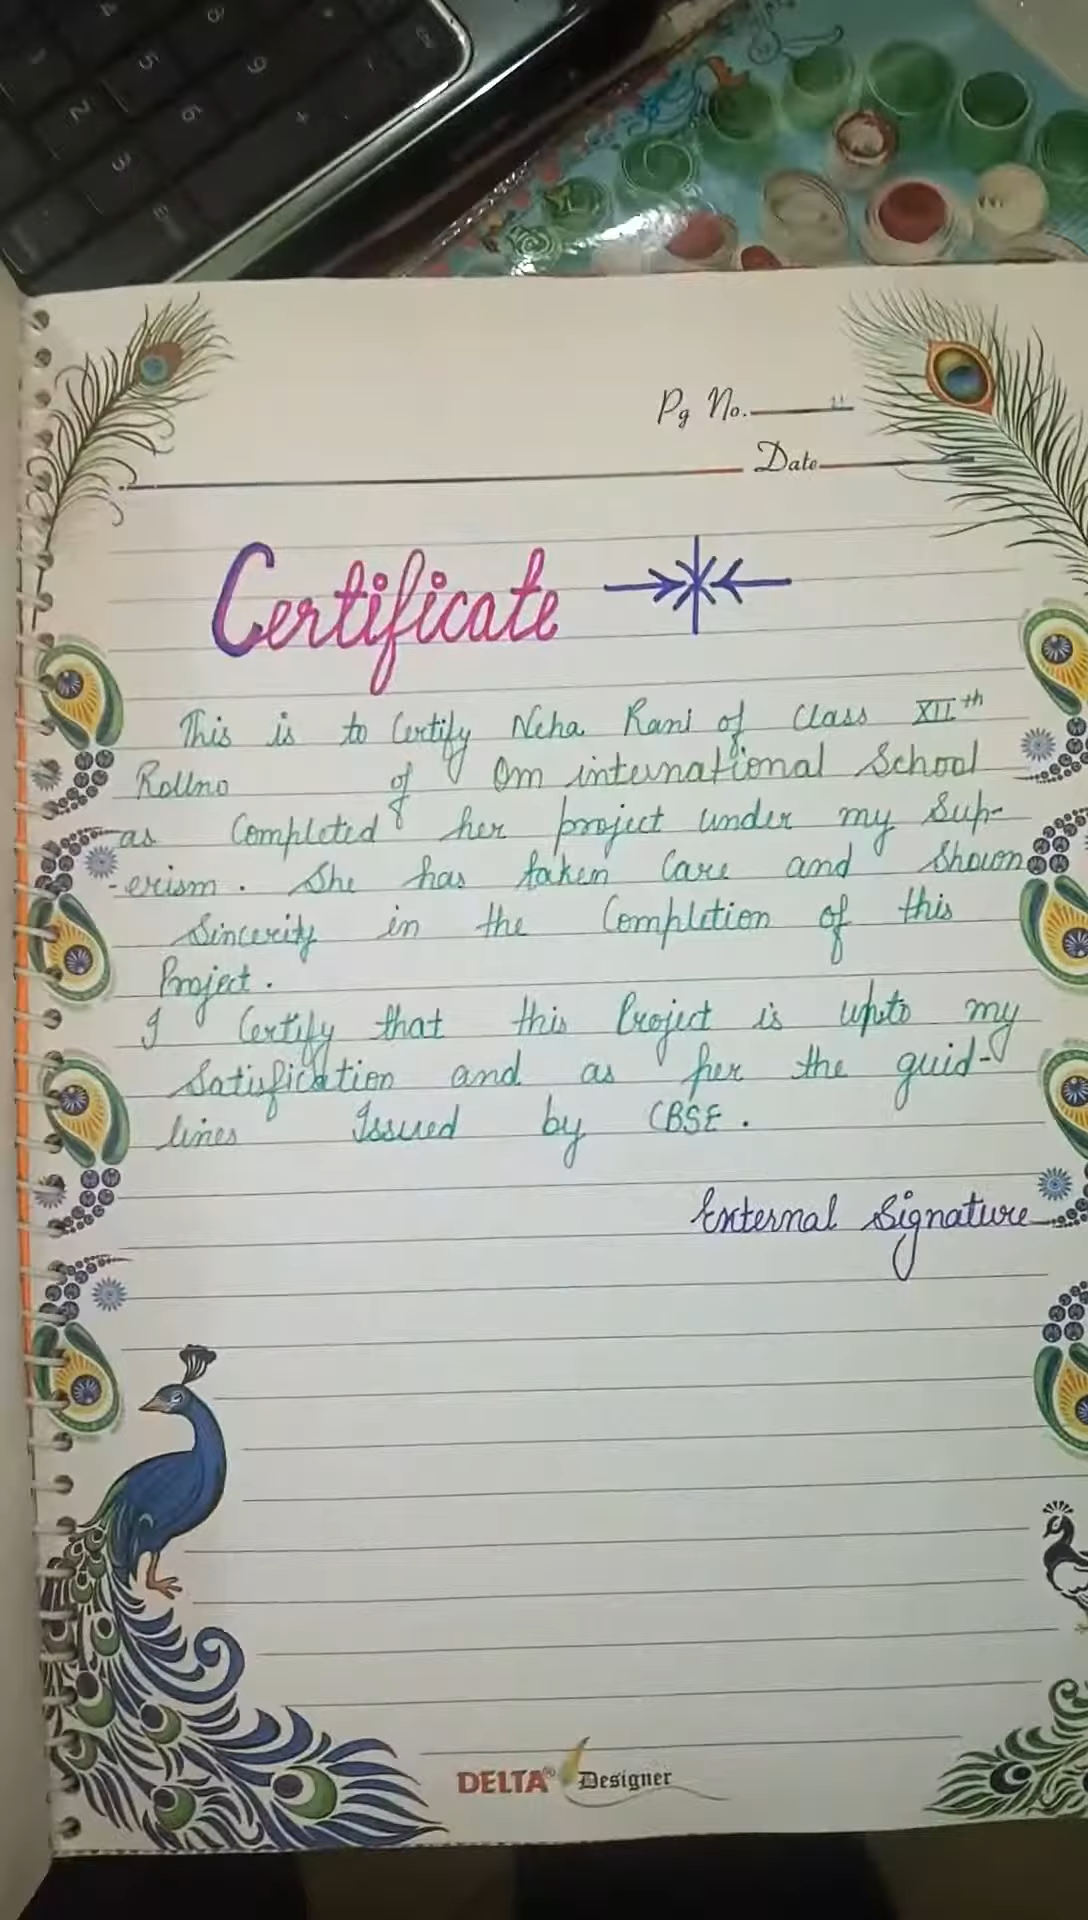 Pg No.
Date
Certificate
This is to Certify Neha Rani of Class XIIth
Rollno of Om international School
as Completed her project under my Sup-
-erism. She has taken Care and Shown
Sincerity in the Completion of this
Project.
I Certify that this Project is upto my
Satisfication and as per the guid-
lines Issued by CBSE.
External Signature
DELTA® Designer